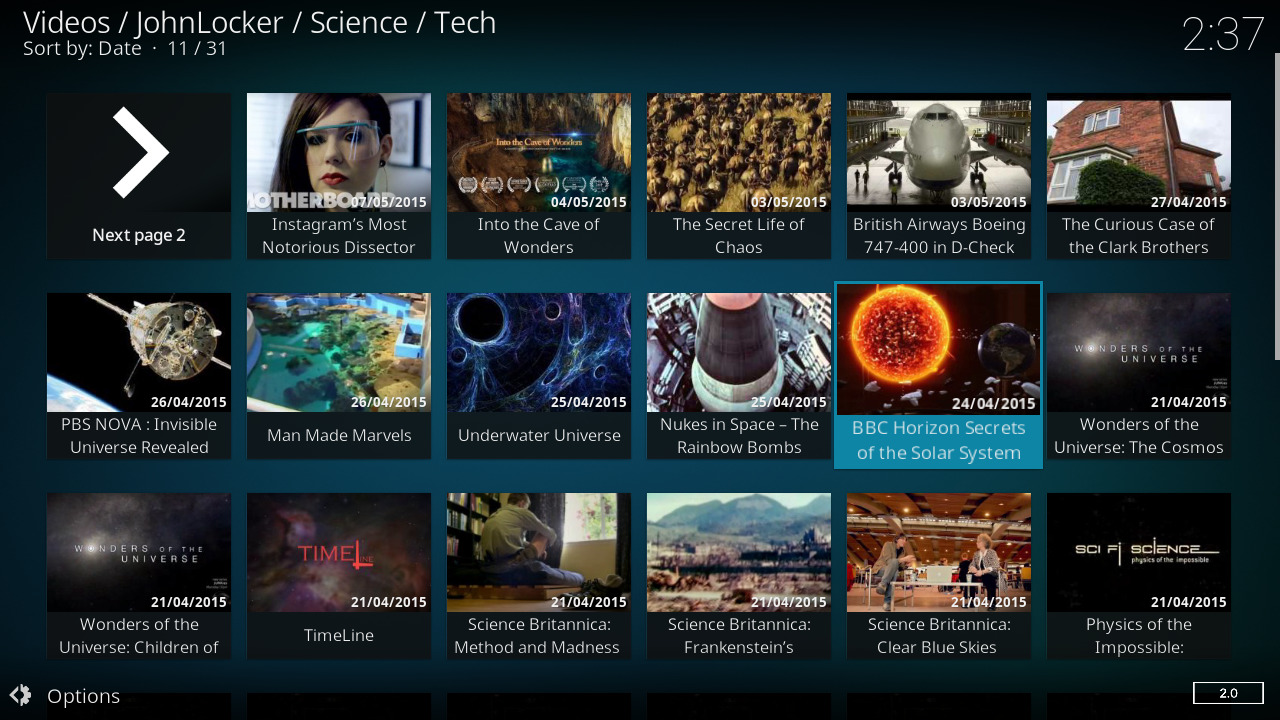 Videos / JohnLocker / Science / Tech
2:37
Sort by: Date · 11 / 31
Next page 2
MOTHERBOARD
07/05/2015
Instagram’s Most
Notorious Dissector
Into the Cave of Wonders
04/05/2015
Into the Cave of
Wonders
03/05/2015
The Secret Life of
Chaos
03/05/2015
British Airways Boeing
747-400 in D-Check
27/04/2015
The Curious Case of
the Clark Brothers
26/04/2015
PBS NOVA : Invisible
Universe Revealed
26/04/2015
Man Made Marvels
25/04/2015
Underwater Universe
25/04/2015
Nukes in Space – The
Rainbow Bombs
24/04/2015
BBC Horizon Secrets
of the Solar System
WONDERS OF THE
UNIVERSE
21/04/2015
Wonders of the
Universe: The Cosmos
WONDERS OF THE
UNIVERSE
21/04/2015
Wonders of the
Universe: Children of
TIMELINE
21/04/2015
TimeLine
21/04/2015
Science Britannica:
Method and Madness
21/04/2015
Science Britannica:
Frankenstein’s
21/04/2015
Science Britannica:
Clear Blue Skies
SCI FI SCIENCE
physics of the impossible
21/04/2015
Physics of the
Impossible:
Options
2.0